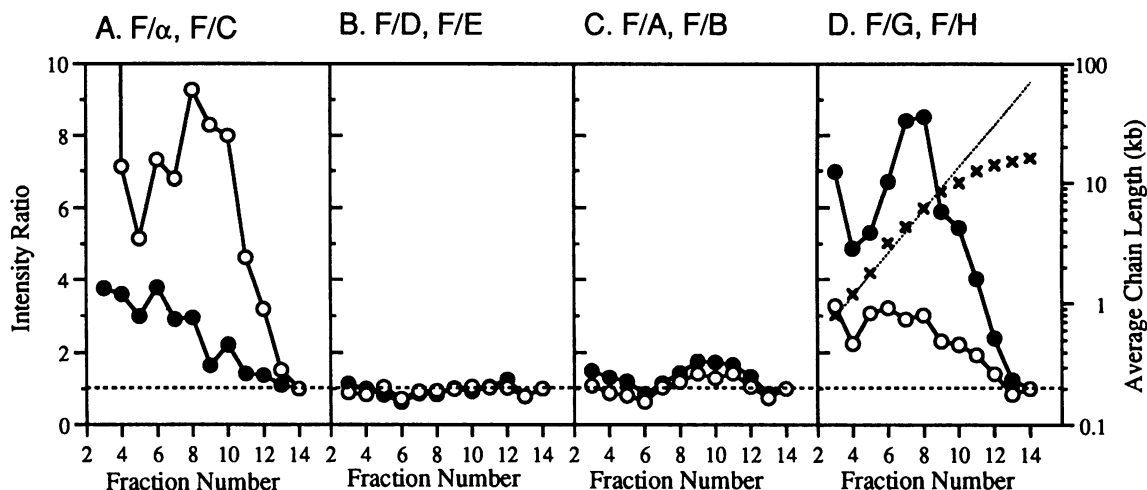 A. F/α, F/C
B. F/D, F/E
C. F/A, F/B
D. F/G, F/H
Intensity Ratio
10
8
6
4
2
0
2 4 6 8 10 12 14
2 4 6 8 10 12 14
2 4 6 8 10 12 14
2 4 6 8 10 12 14
Fraction Number
Fraction Number
Fraction Number
Fraction Number
100
10
1
0.1
Average Chain Length (kb)